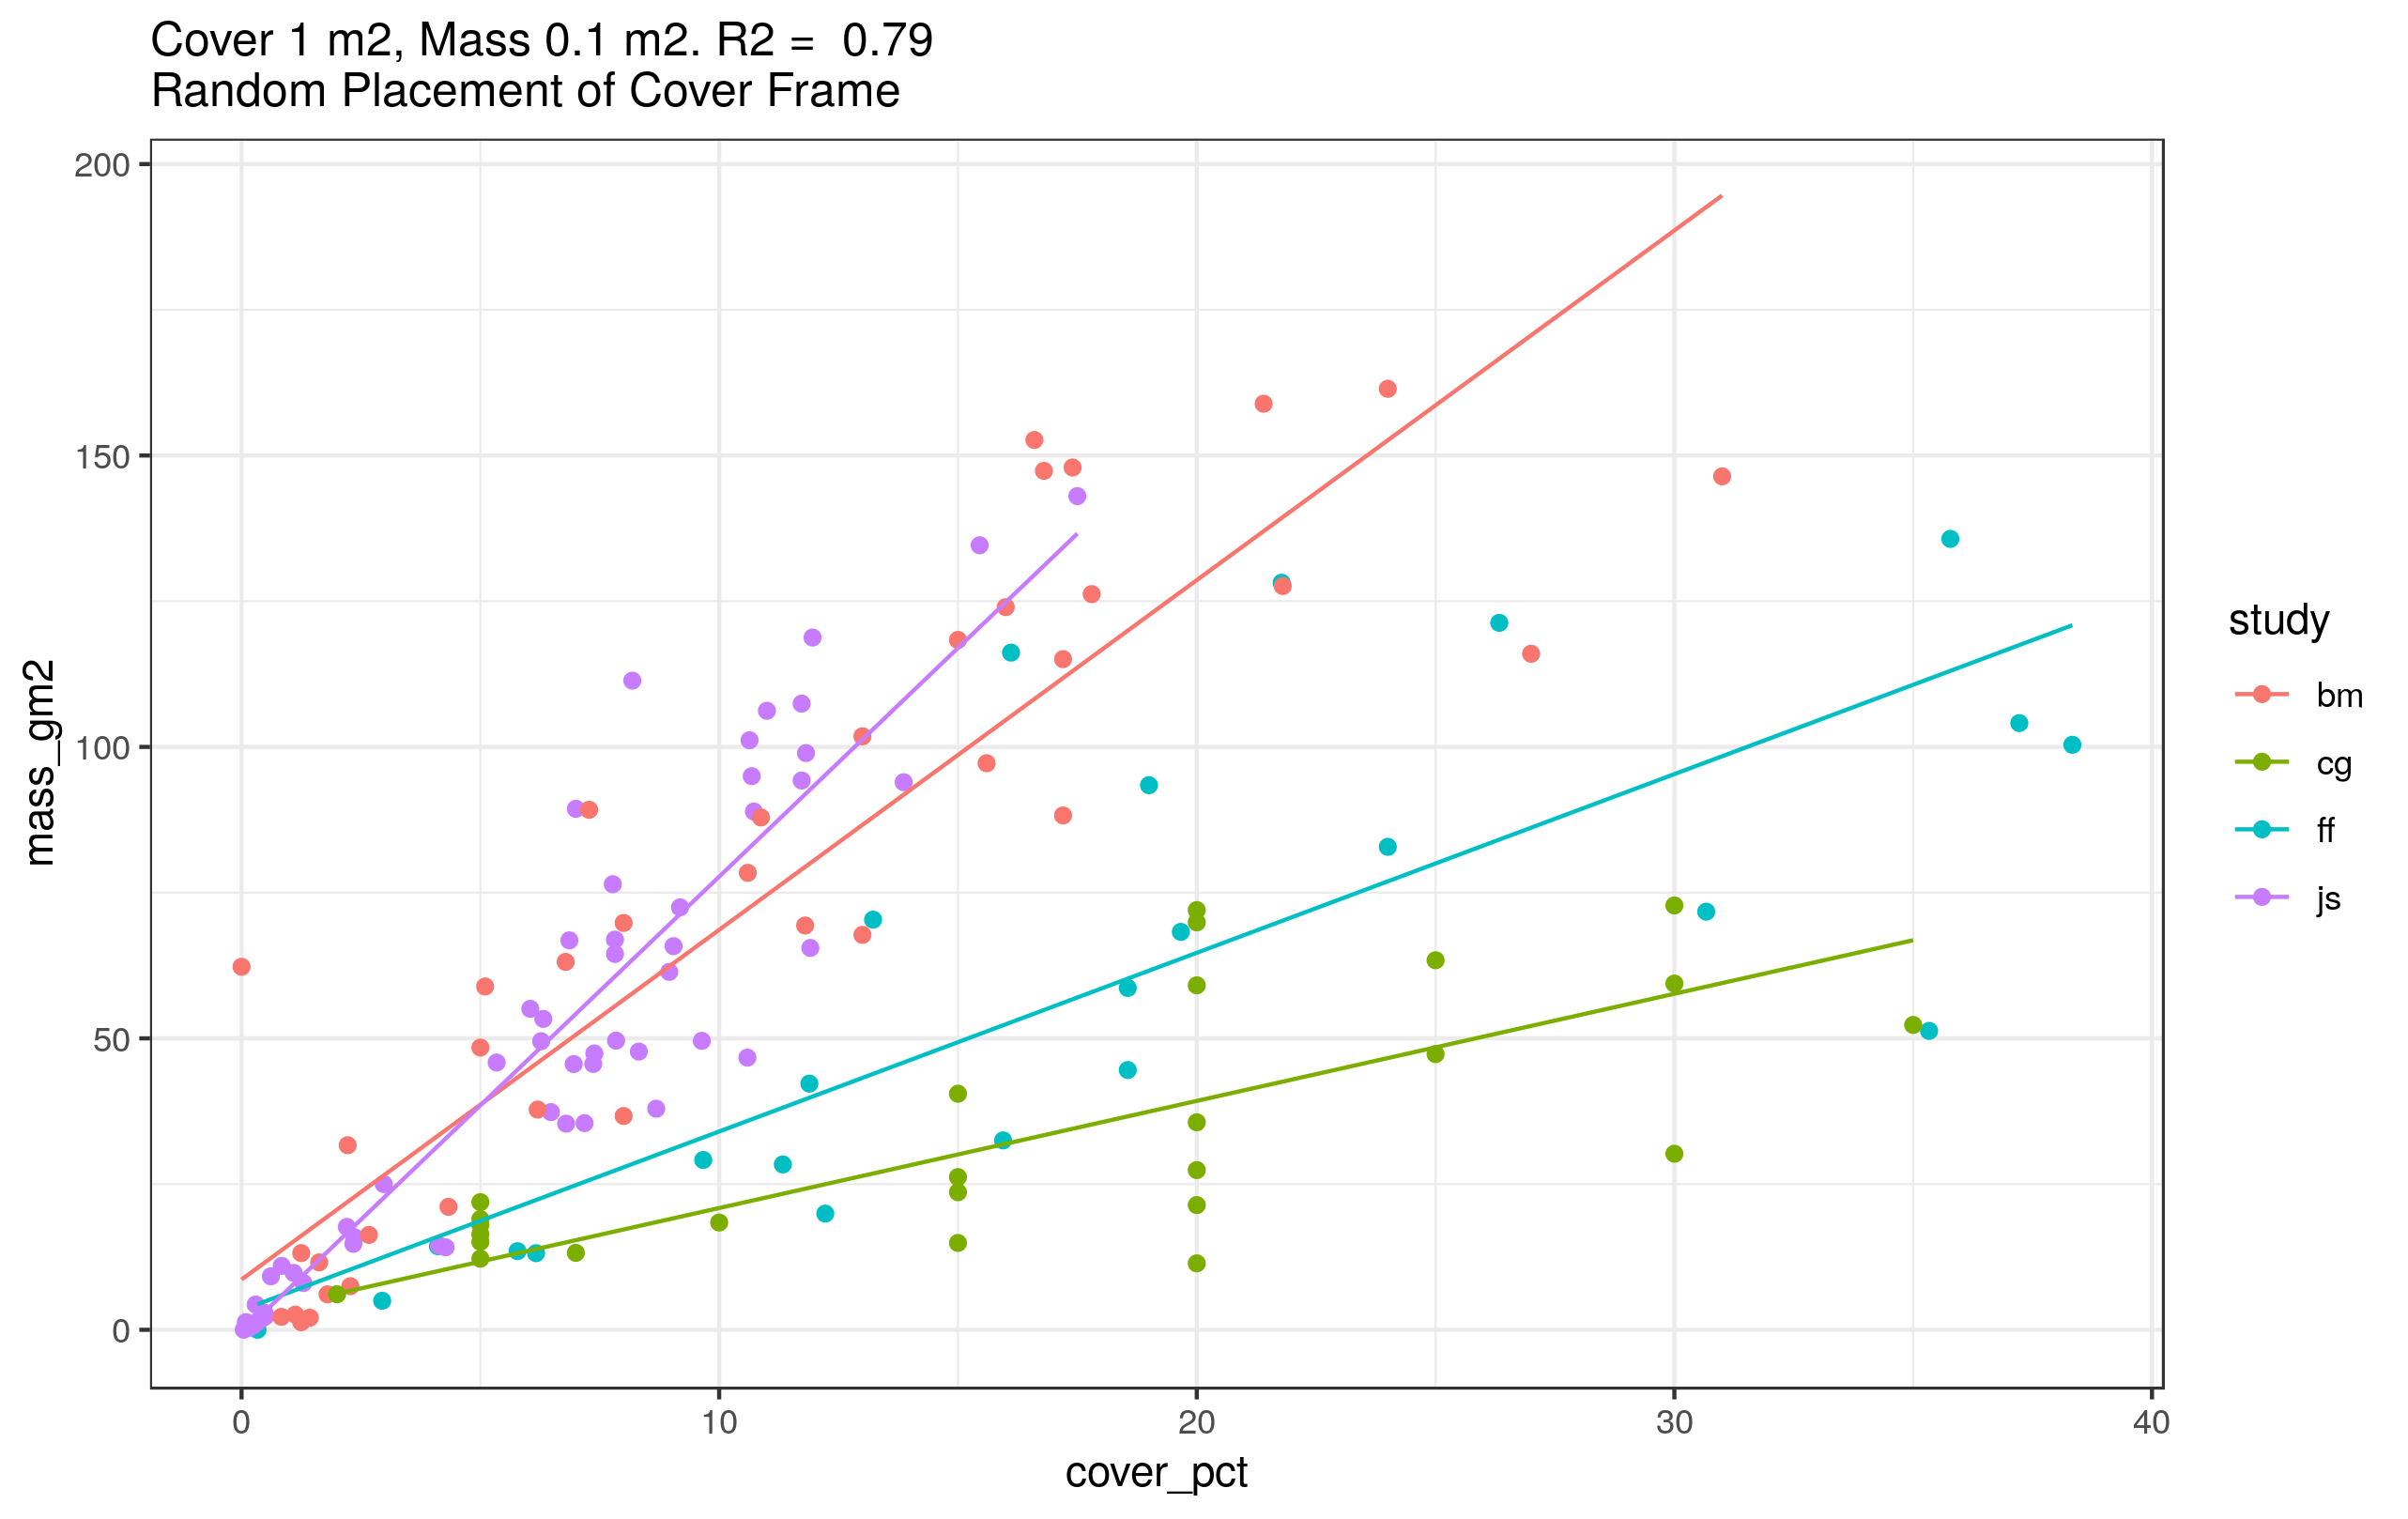 Cover 1 m2, Mass 0.1 m2. R2 =  0.79
Random Placement of Cover Frame
200
150
100
50
0
mass_gm2
0 10 20 30 40
cover_pct
study
bm
cg
ff
js